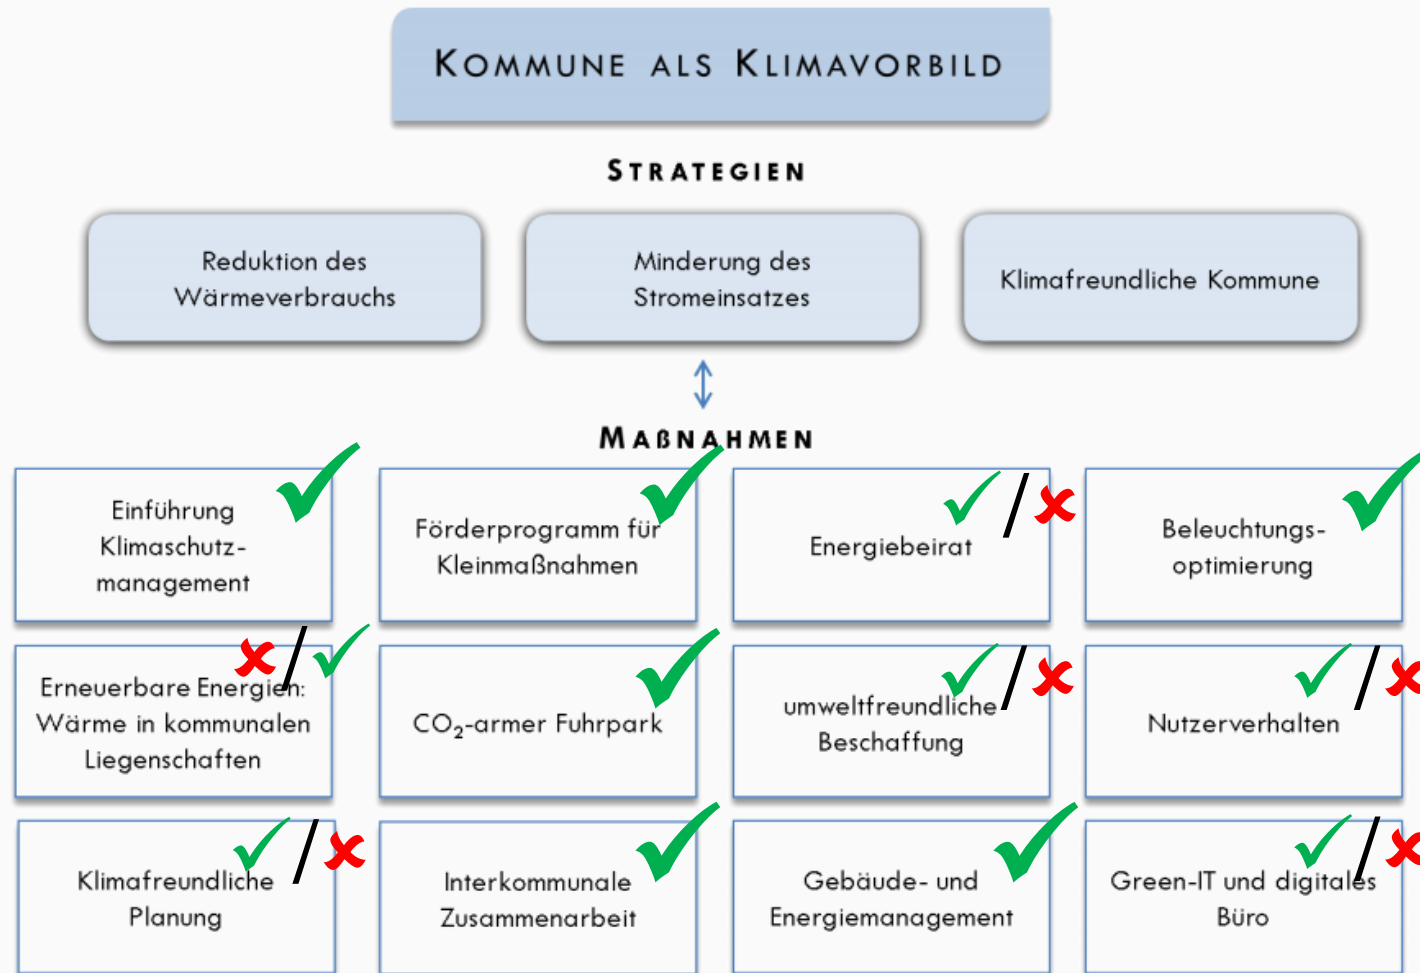 KOMMUNE ALS KLIMAVORBILD
STRATEGIEN
Reduktion des
Wärmeverbrauchs
Minderung des
Stromeinsatzes
Klimafreundliche Kommune
MAßNAHMEN
Einführung
Klimaschutz-
management
Förderprogramm für
Kleinmaßnahmen
Energiebeirat
Beleuchtungs-
optimierung
Erneuerbare Energien:
Wärme in kommunalen
Liegenschaften
CO₂-armer Fuhrpark
umweltfreundliche
Beschaffung
Nutzerverhalten
Klimafreundliche
Planung
Interkommunale
Zusammenarbeit
Gebäude- und
Energiemanagement
Green-IT und digitales
Büro